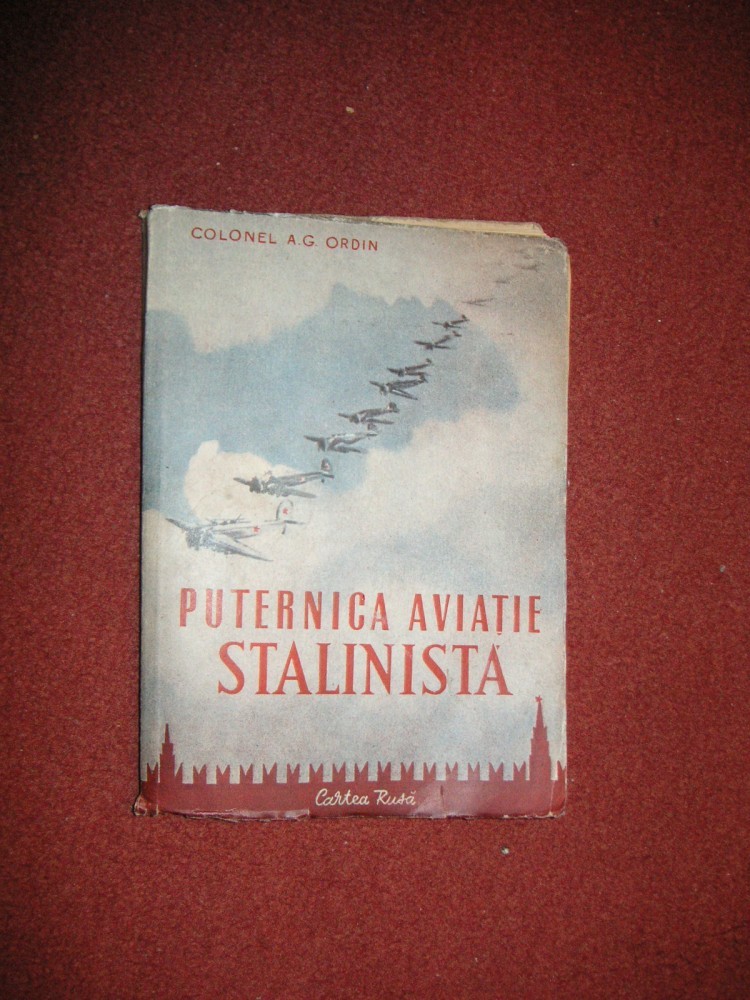 COLONEL A.G. ORDIN
PUTERNICA AVIAȚIE
STALINISTĂ
Cartea Rusă